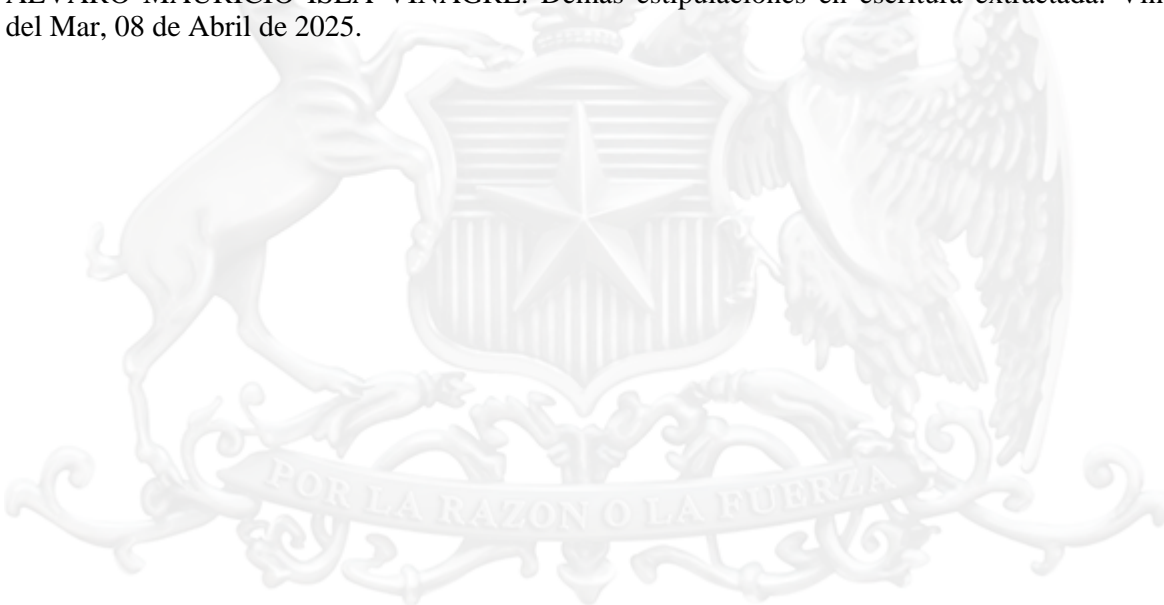 ALVARO MAURICIO ISLA VINAGRE. Demás estipulaciones en escritura extractada. Viñ
del Mar, 08 de Abril de 2025.
POR LA RAZON O LA FUERZA